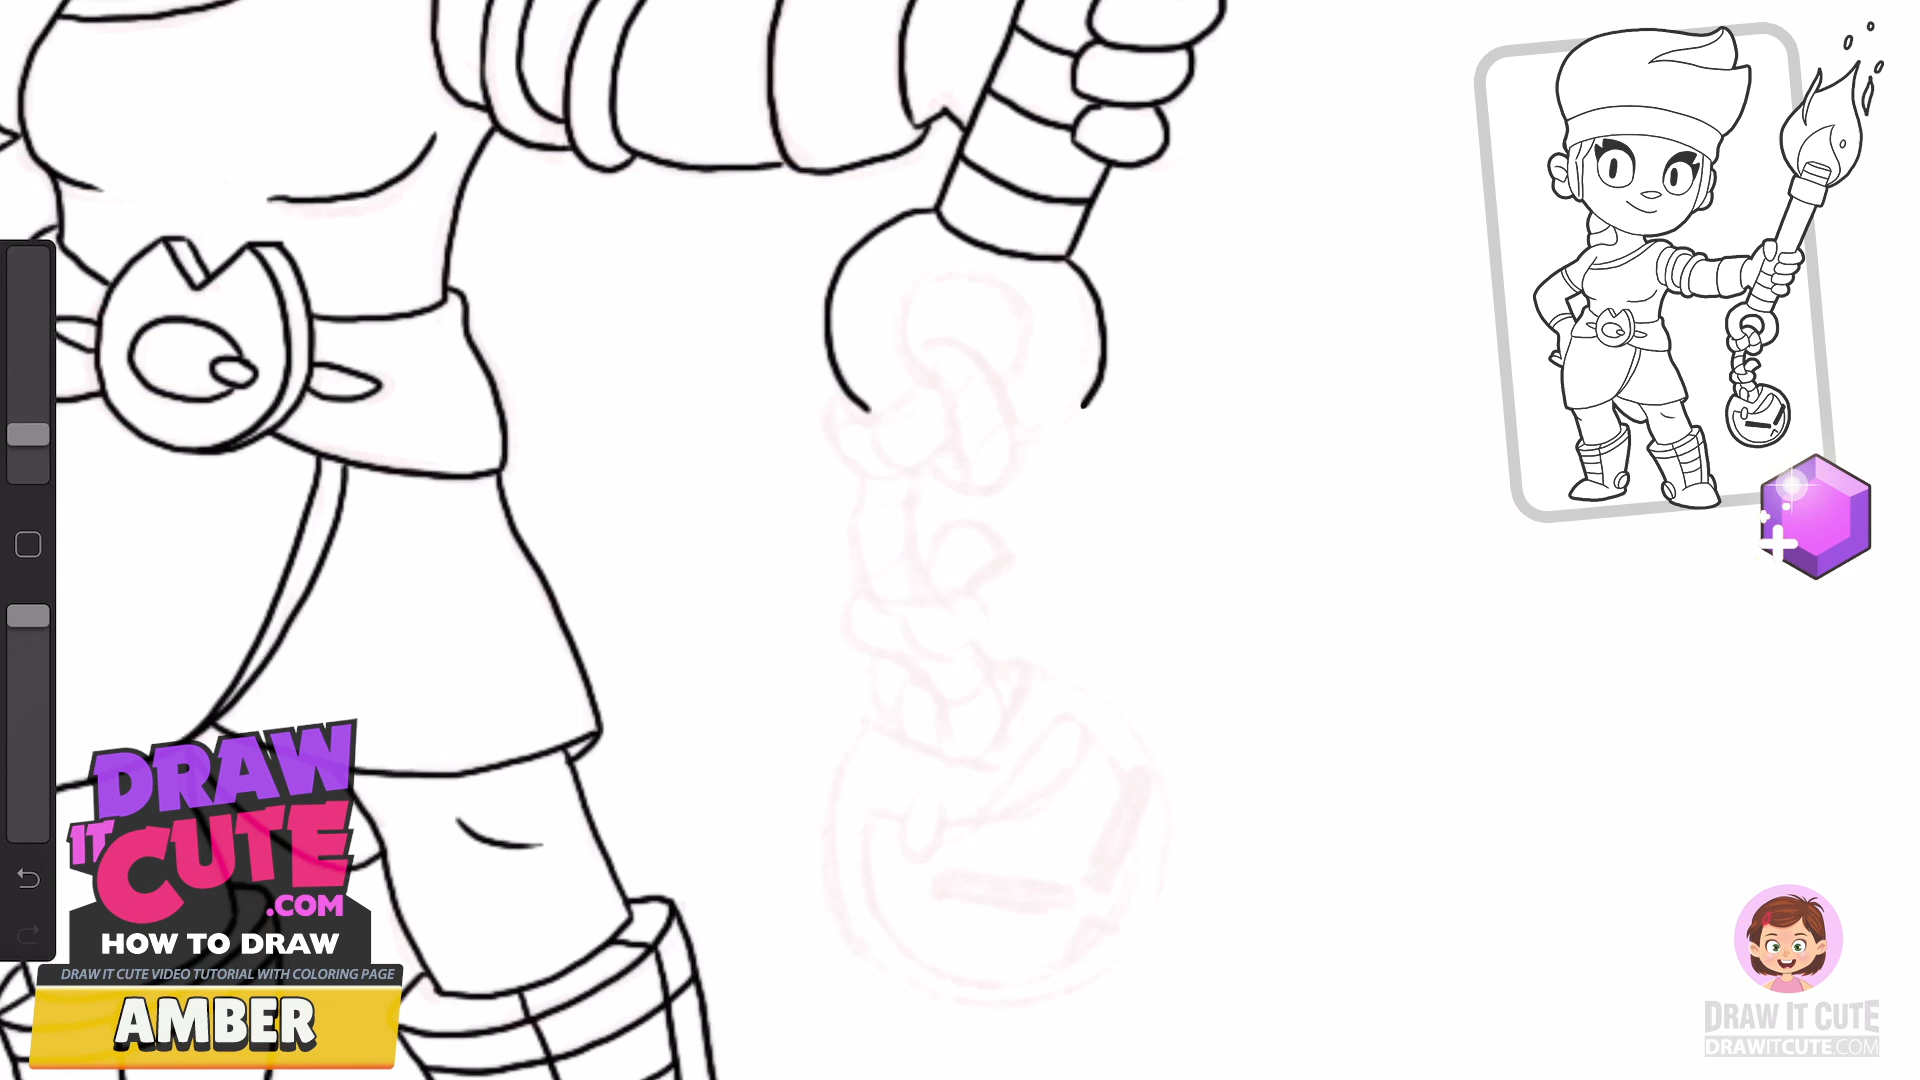 DRAW
IT CUTE
.COM
HOW TO DRAW
DRAW IT CUTE VIDEO TUTORIAL WITH COLORING PAGE
AMBER
DRAW IT CUTE
DRAWITCUTE.COM